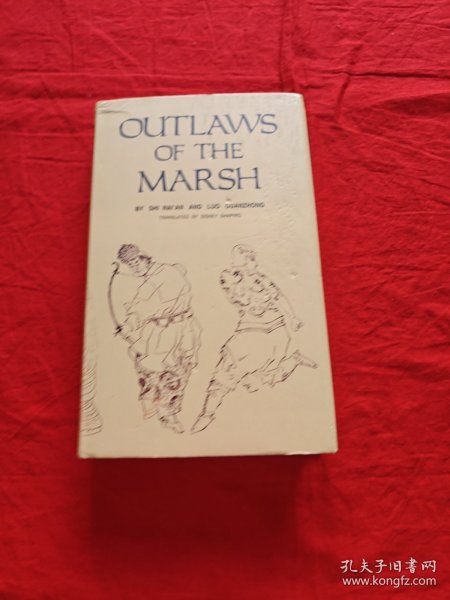 OUTLAWS
OF THE
MARSH
BY SHI NAI'AN AND LUO GUANZHONG
TRANSLATED BY SIDNEY SHAPIRO
孔夫子旧书网
www.kongfz.com